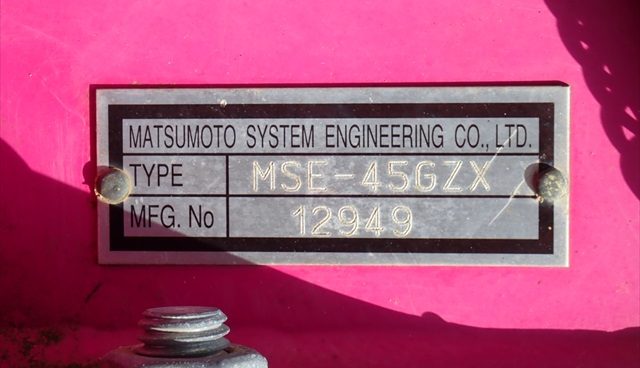 MATSUMOTO SYSTEM ENGINEERING CO., LTD.
TYPE MSE-45GZX
MFG. No 12949